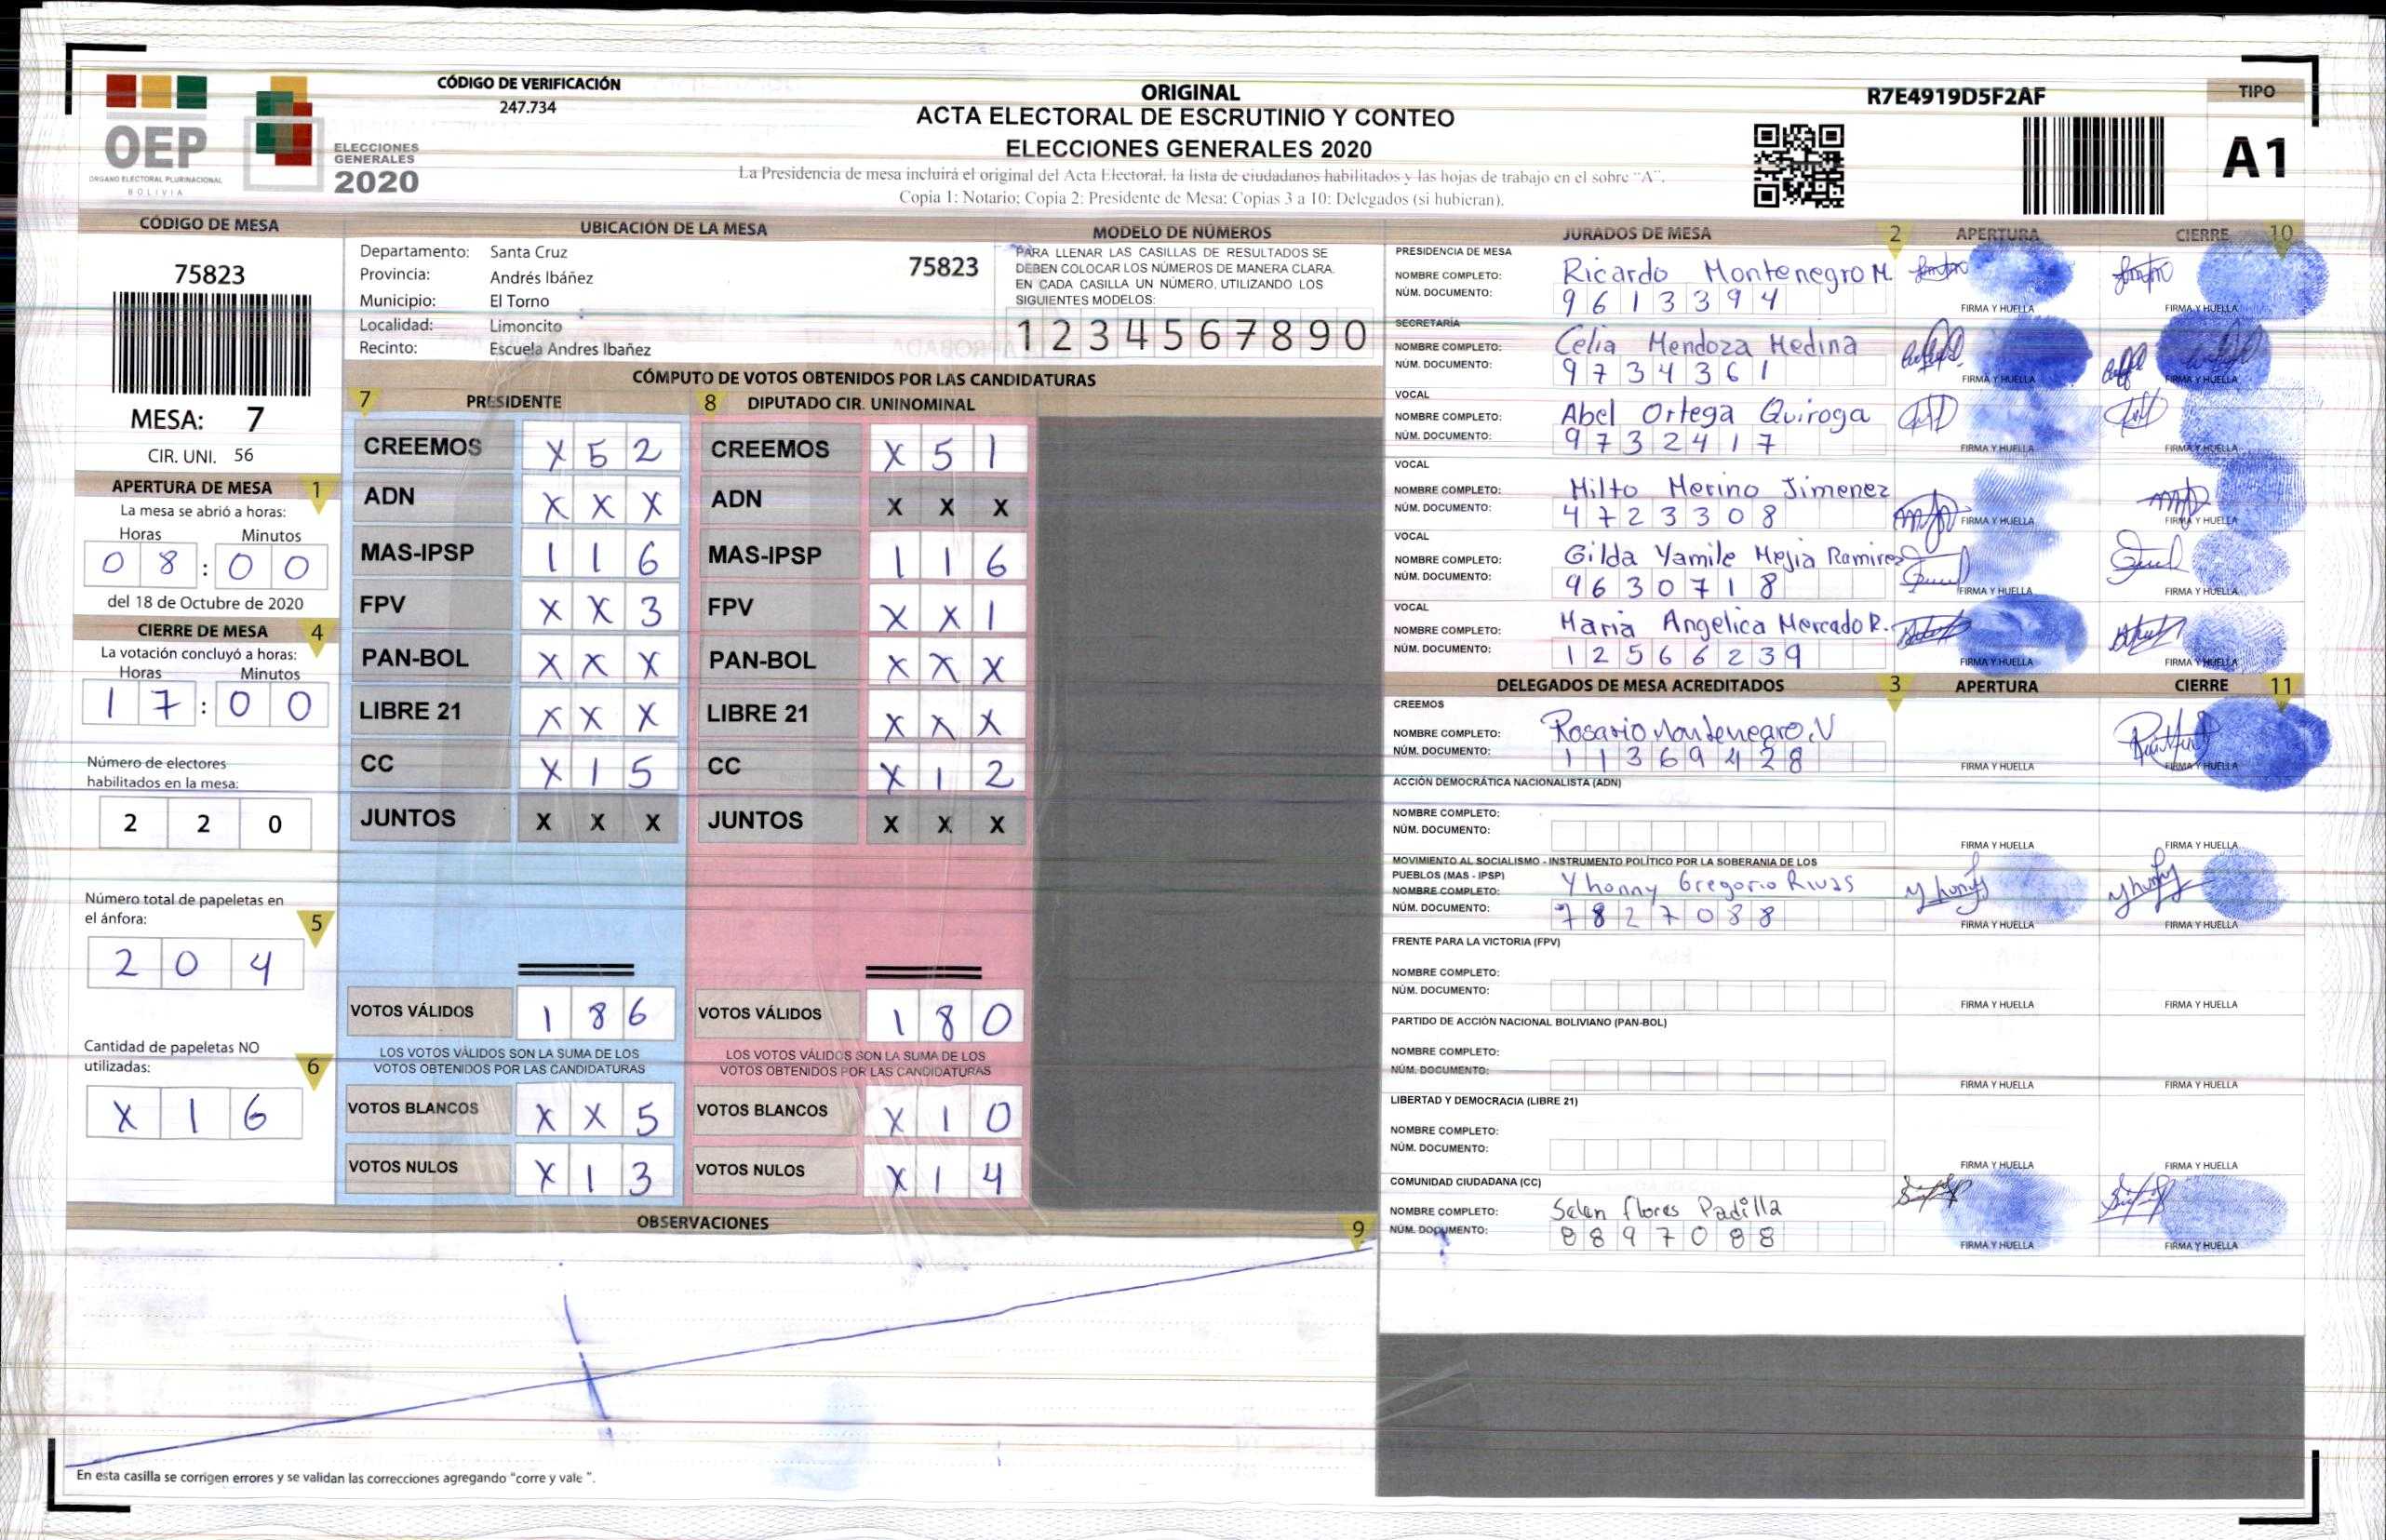 CÓDIGO DE VERIFICACIÓN
247.734
OEP
ORGANO ELECTORAL PLURINACIONAL
BOLIVIA
ELECCIONES
GENERALES
2020
ORIGINAL
ACTA ELECTORAL DE ESCRUTINIO Y CONTEO
ELECCIONES GENERALES 2020
La Presidencia de mesa incluirá el original del Acta Electoral, la lista de ciudadanos habilitados y las hojas de trabajo en el sobre "A".
Copia 1: Notario; Copia 2: Presidente de Mesa; Copias 3 a 10: Delegados (si hubieran).
R7E4919D5F2AF
TIPO
A1
CÓDIGO DE MESA
75823
MESA: 7
CIR. UNI. 56
APERTURA DE MESA 1
La mesa se abrió a horas:
Horas Minutos
0 8 : 0 0
del 18 de Octubre de 2020
CIERRE DE MESA 4
La votación concluyó a horas:
Horas Minutos
1 7 : 0 0
Número de electores
habilitados en la mesa:
2 2 0
Número total de papeletas en
el ánfora: 5
2 0 4
Cantidad de papeletas NO
utilizadas: 6
X 1 6
UBICACIÓN DE LA MESA
Departamento: Santa Cruz
75823
Provincia: Andrés Ibáñez
Municipio: El Torno
Localidad: Limoncito
Recinto: Escuela Andres Ibañez
MODELO DE NÚMEROS
PARA LLENAR LAS CASILLAS DE RESULTADOS SE
DEBEN COLOCAR LOS NÚMEROS DE MANERA CLARA.
EN CADA CASILLA UN NÚMERO, UTILIZANDO LOS
SIGUIENTES MODELOS:
1 2 3 4 5 6 7 8 9 0
CÓMPUTO DE VOTOS OBTENIDOS POR LAS CANDIDATURAS
7 PRESIDENTE 8 DIPUTADO CIR. UNINOMINAL
CREEMOS X 5 2 CREEMOS X 5 1
ADN X X X ADN X X X
MAS-IPSP 1 1 6 MAS-IPSP 1 1 6
FPV X X 3 FPV X X 1
PAN-BOL X X X PAN-BOL X X X
LIBRE 21 X X X LIBRE 21 X X X
CC X 1 5 CC X 1 2
JUNTOS X X X JUNTOS X X X
VOTOS VÁLIDOS 1 8 6 VOTOS VÁLIDOS 1 8 0
LOS VOTOS VÁLIDOS SON LA SUMA DE LOS LOS VOTOS VÁLIDOS SON LA SUMA DE LOS
VOTOS OBTENIDOS POR LAS CANDIDATURAS VOTOS OBTENIDOS POR LAS CANDIDATURAS
VOTOS BLANCOS X X 5 VOTOS BLANCOS X 1 0
VOTOS NULOS X 1 3 VOTOS NULOS X 1 4
OBSERVACIONES 9
En esta casilla se corrigen errores y se validan las correcciones agregando "corre y vale ".
JURADOS DE MESA 2 APERTURA CIERRE 10
PRESIDENCIA DE MESA
NOMBRE COMPLETO: Ricardo Montenegro M.
NÚM. DOCUMENTO: 9 6 1 3 3 9 4
FIRMA Y HUELLA FIRMA Y HUELLA
SECRETARÍA
NOMBRE COMPLETO: Celia Mendoza Medina
NÚM. DOCUMENTO: 9 7 3 4 3 6 1
FIRMA Y HUELLA FIRMA Y HUELLA
VOCAL
NOMBRE COMPLETO: Abel Ortega Quiroga
NÚM. DOCUMENTO: 9 7 3 2 4 1 7
FIRMA Y HUELLA FIRMA Y HUELLA
VOCAL
NOMBRE COMPLETO: Milto Merino Jimenez
NÚM. DOCUMENTO: 4 7 2 3 3 0 8
FIRMA Y HUELLA FIRMA Y HUELLA
VOCAL
NOMBRE COMPLETO: Gilda Yamile Mejia Ramirez
NÚM. DOCUMENTO: 9 6 3 0 7 1 8
FIRMA Y HUELLA FIRMA Y HUELLA
VOCAL
NOMBRE COMPLETO: Maria Angelica Mercado R.
NÚM. DOCUMENTO: 1 2 5 6 6 2 3 9
FIRMA Y HUELLA FIRMA Y HUELLA
DELEGADOS DE MESA ACREDITADOS 3 APERTURA CIERRE 11
CREEMOS
NOMBRE COMPLETO: Rosario Montenegro.V
NÚM. DOCUMENTO: 1 1 3 6 9 4 2 8
FIRMA Y HUELLA FIRMA Y HUELLA
ACCIÓN DEMOCRÁTICA NACIONALISTA (ADN)
NOMBRE COMPLETO:
NÚM. DOCUMENTO:
FIRMA Y HUELLA FIRMA Y HUELLA
MOVIMIENTO AL SOCIALISMO - INSTRUMENTO POLÍTICO POR LA SOBERANIA DE LOS
PUEBLOS (MAS - IPSP)
NOMBRE COMPLETO: Yhonny Gregorio Rivas
NÚM. DOCUMENTO: 7 8 2 7 0 8 8
FIRMA Y HUELLA FIRMA Y HUELLA
FRENTE PARA LA VICTORIA (FPV)
NOMBRE COMPLETO:
NÚM. DOCUMENTO:
FIRMA Y HUELLA FIRMA Y HUELLA
PARTIDO DE ACCIÓN NACIONAL BOLIVIANO (PAN-BOL)
NOMBRE COMPLETO:
NÚM. DOCUMENTO:
FIRMA Y HUELLA FIRMA Y HUELLA
LIBERTAD Y DEMOCRACIA (LIBRE 21)
NOMBRE COMPLETO:
NÚM. DOCUMENTO:
FIRMA Y HUELLA FIRMA Y HUELLA
COMUNIDAD CIUDADANA (CC)
NOMBRE COMPLETO: Selen flores Padilla
NÚM. DOCUMENTO: 8 8 9 7 0 8 8
FIRMA Y HUELLA FIRMA Y HUELLA